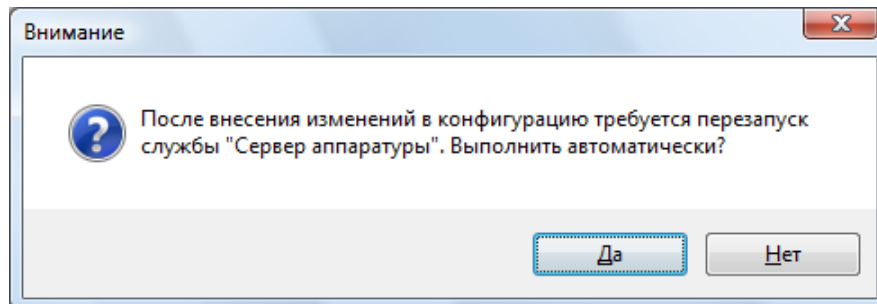 Внимание
После внесения изменений в конфигурацию требуется перезапуск
службы "Сервер аппаратуры". Выполнить автоматически?
Да
Нет